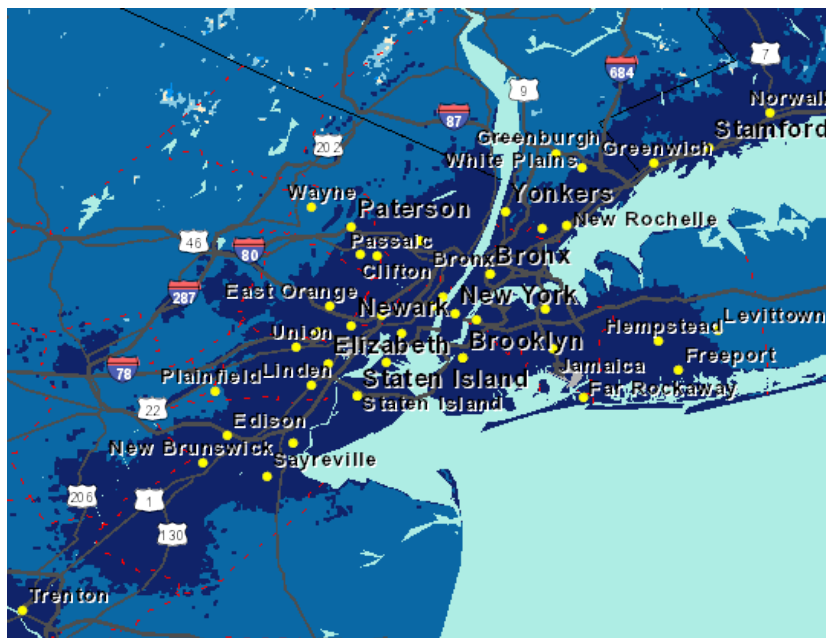 7
684
9
Norwalk
87
Greenburgh
Stamford
202
White Plains
Greenwich
Wayne
Paterson
Yonkers
New Rochelle
46
80
Passaic
Bronx
Bronx
Clifton
287
East Orange
Newark
New York
Levittown
Hempstead
Union
Elizabeth
Brooklyn
Freeport
78
Plainfield
Linden
Staten Island
Jamaica
Far Rockaway
Staten Island
22
Edison
New Brunswick
Sayreville
206
1
130
Trenton